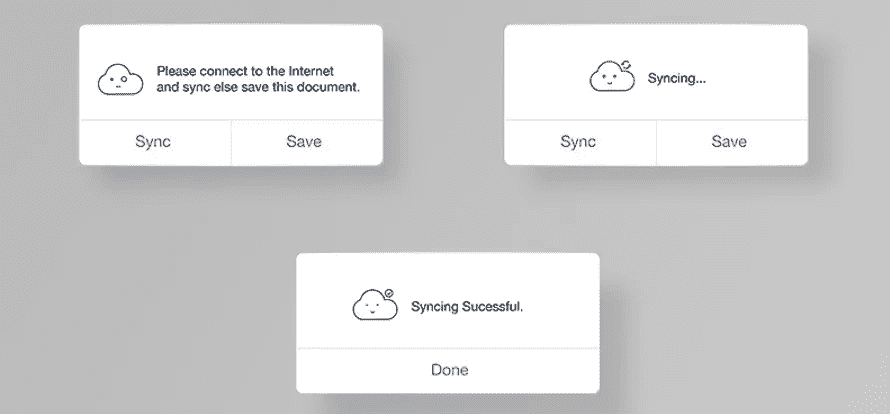 Please connect to the Internet
and sync else save this document.
Sync
Save
Syncing...
Sync
Save
Syncing Sucessful.
Done